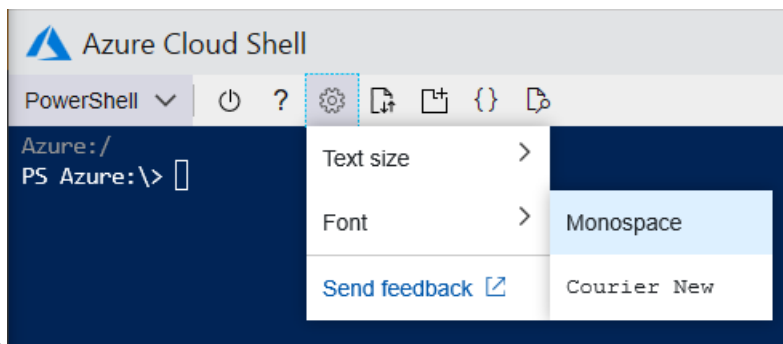 Azure Cloud Shell
PowerShell
?
{}
Azure:/
PS Azure:\>
Text size
Font
Monospace
Send feedback
Courier New